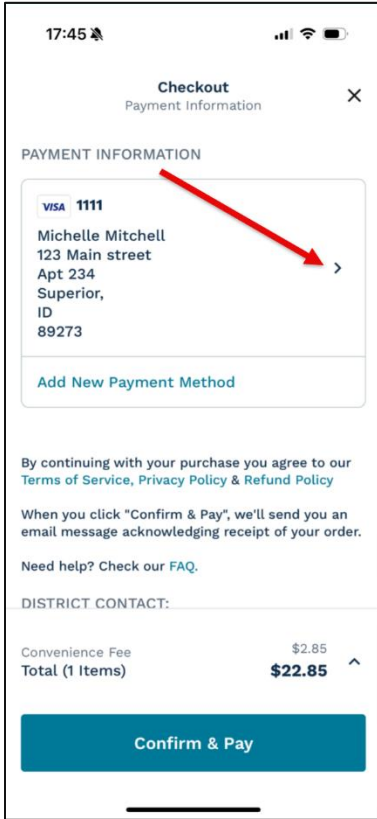 17:45
Checkout
Payment Information
PAYMENT INFORMATION
VISA 1111
Michelle Mitchell
123 Main street
Apt 234
Superior,
ID
89273
Add New Payment Method
By continuing with your purchase you agree to our
Terms of Service, Privacy Policy & Refund Policy
When you click "Confirm & Pay", we'll send you an
email message acknowledging receipt of your order.
Need help? Check our FAQ.
DISTRICT CONTACT:
Convenience Fee $2.85
Total (1 Items) $22.85
Confirm & Pay